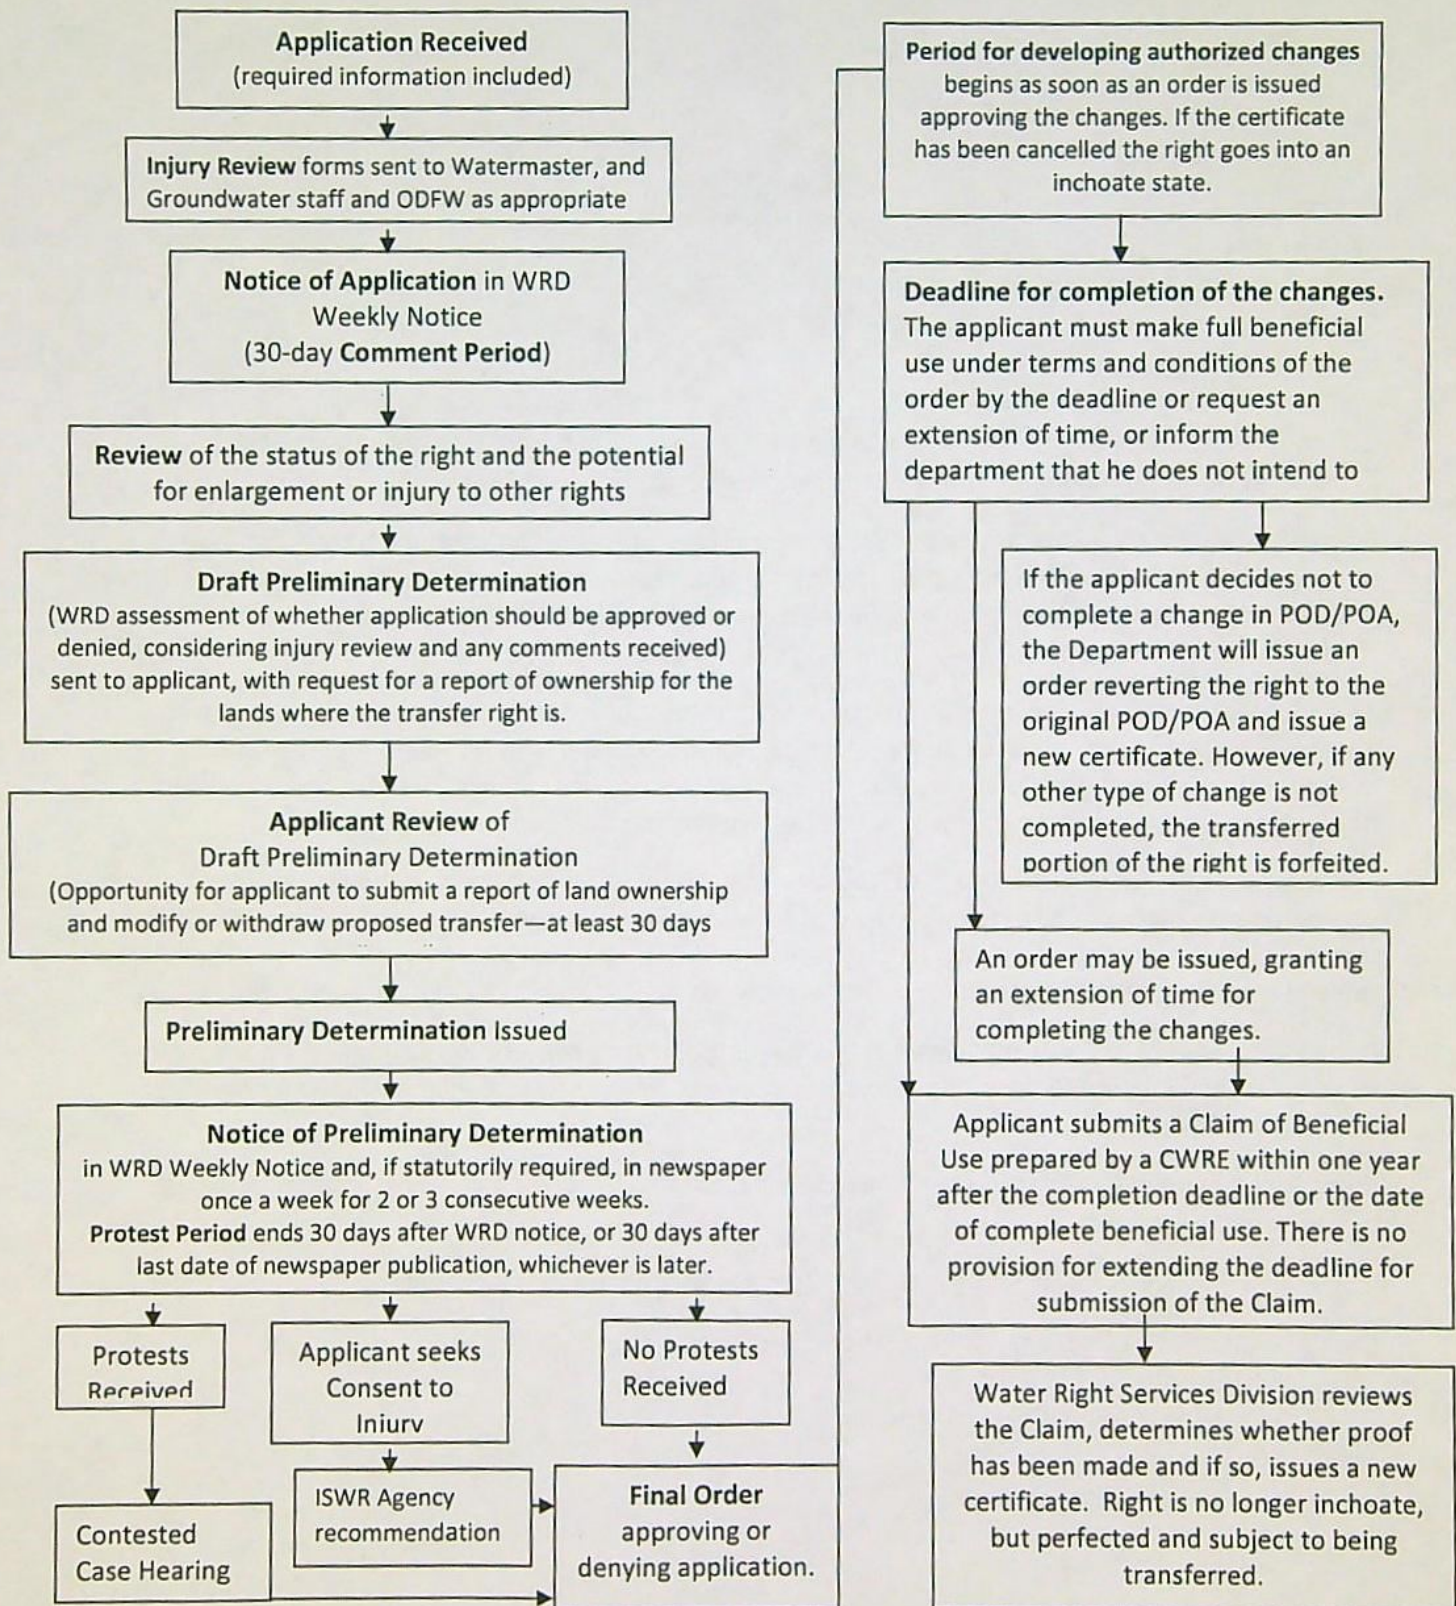 Application Received
(required information included)
Injury Review forms sent to Watermaster, and
Groundwater staff and ODFW as appropriate
Notice of Application in WRD
Weekly Notice
(30-day Comment Period)
Review of the status of the right and the potential
for enlargement or injury to other rights
Draft Preliminary Determination
(WRD assessment of whether application should be approved or
denied, considering injury review and any comments received)
sent to applicant, with request for a report of ownership for the
lands where the transfer right is.
Applicant Review of
Draft Preliminary Determination
(Opportunity for applicant to submit a report of land ownership
and modify or withdraw proposed transfer—at least 30 days
Preliminary Determination Issued
Notice of Preliminary Determination
in WRD Weekly Notice and, if statutorily required, in newspaper
once a week for 2 or 3 consecutive weeks.
Protest Period ends 30 days after WRD notice, or 30 days after
last date of newspaper publication, whichever is later.
Protests
Received
Applicant seeks
Consent to
Injury
No Protests
Received
Contested
Case Hearing
ISWR Agency
recommendation
Final Order
approving or
denying application.
Period for developing authorized changes
begins as soon as an order is issued
approving the changes. If the certificate
has been cancelled the right goes into an
inchoate state.
Deadline for completion of the changes.
The applicant must make full beneficial
use under terms and conditions of the
order by the deadline or request an
extension of time, or inform the
department that he does not intend to
If the applicant decides not to
complete a change in POD/POA,
the Department will issue an
order reverting the right to the
original POD/POA and issue a
new certificate. However, if any
other type of change is not
completed, the transferred
portion of the right is forfeited.
An order may be issued, granting
an extension of time for
completing the changes.
Applicant submits a Claim of Beneficial
Use prepared by a CWRE within one year
after the completion deadline or the date
of complete beneficial use. There is no
provision for extending the deadline for
submission of the Claim.
Water Right Services Division reviews
the Claim, determines whether proof
has been made and if so, issues a new
certificate. Right is no longer inchoate,
but perfected and subject to being
transferred.